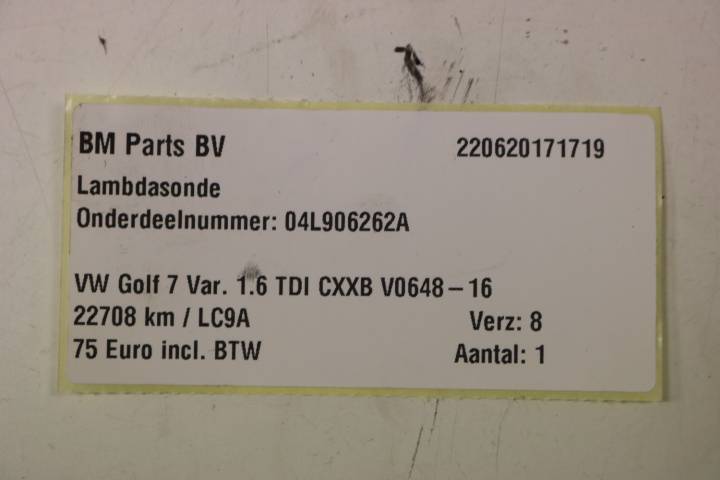 BM Parts BV 220620171719
Lambdasonde
Onderdeelnummer: 04L906262A
VW Golf 7 Var. 1.6 TDI CXXB V0648-16
22708 km / LC9A Verz: 8
75 Euro incl. BTW Aantal: 1